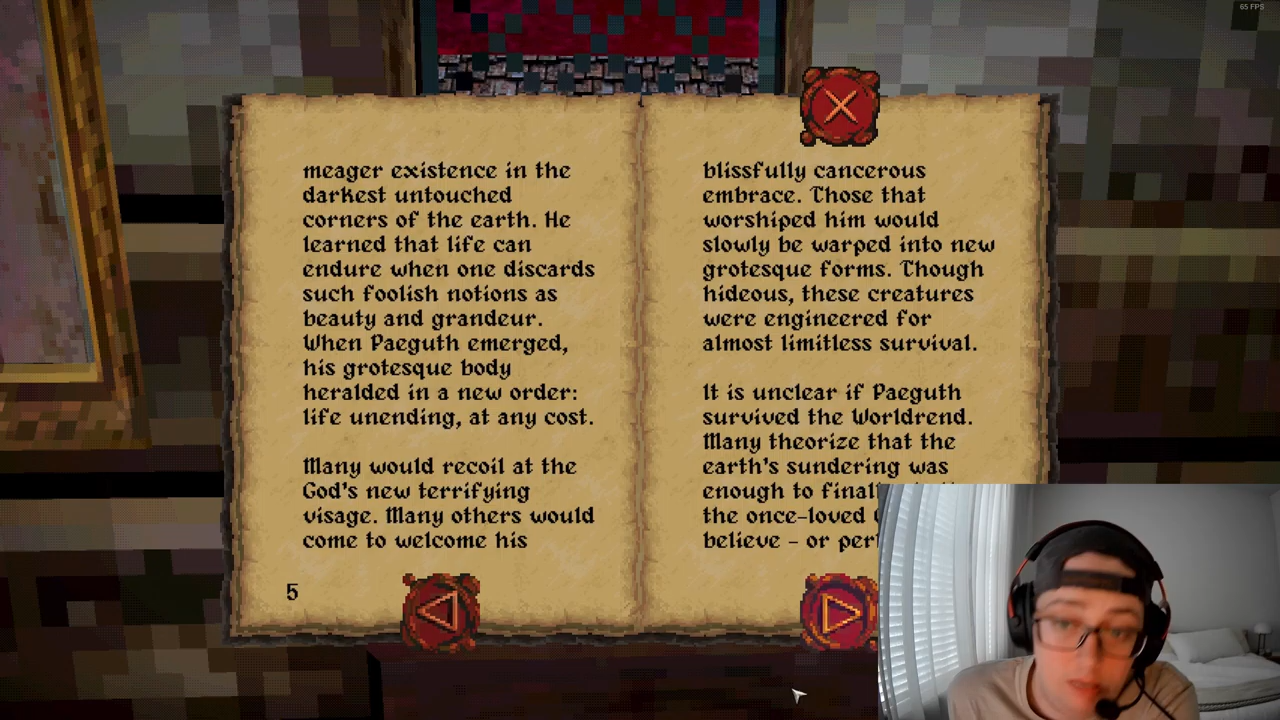 65 FPS
meager existence in the
darkest untouched
corners of the earth. He
learned that life can
endure when one discards
such foolish notions as
beauty and grandeur.
When Paeguth emerged,
his grotesque body
heralded in a new order:
life unending, at any cost.
Many would recoil at the
God's new terrifying
visage. Many others would
come to welcome his
5
blissfully cancerous
embrace. Those that
worshiped him would
slowly be warped into new
grotesque forms. Though
hideous, these creatures
were engineered for
almost limitless survival.
It is unclear if Paeguth
survived the Worldrend.
Many theorize that the
earth's sundering was
enough to
the once-loved
believe - or